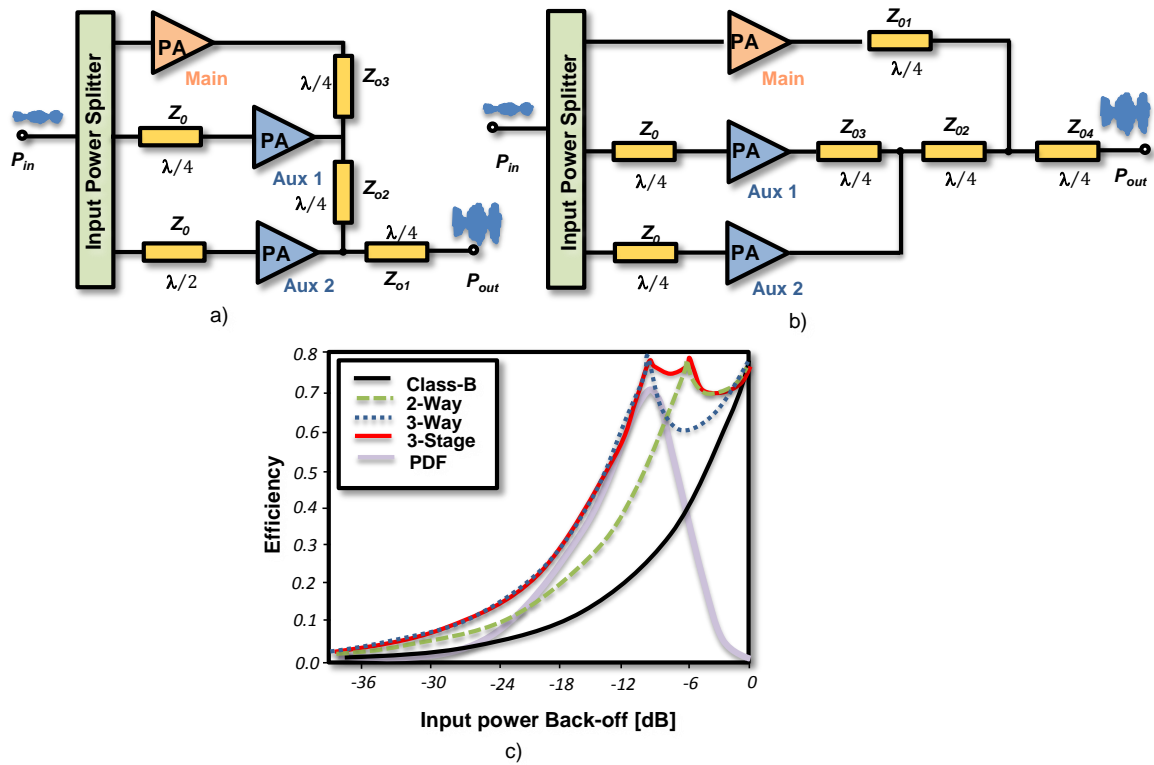 a)
Input Power Splitter
P_in
PA
Main
λ/4
Z_o3
Z_0
λ/4
PA
Aux 1
λ/4
Z_o2
Z_0
λ/2
PA
Aux 2
λ/4
Z_o1
P_out
a)
b)
Input Power Splitter
P_in
PA
Main
Z_01
λ/4
Z_0
λ/4
PA
Aux 1
Z_03
λ/4
Z_02
λ/4
Z_04
λ/4
P_out
Z_0
λ/4
PA
Aux 2
b)
Efficiency
0.8
0.7
0.5
0.4
0.3
0.2
0.1
0.0
Class-B
2-Way
3-Way
3-Stage
PDF
-36 -30 -24 -18 -12 -6 0
Input power Back-off [dB]
c)